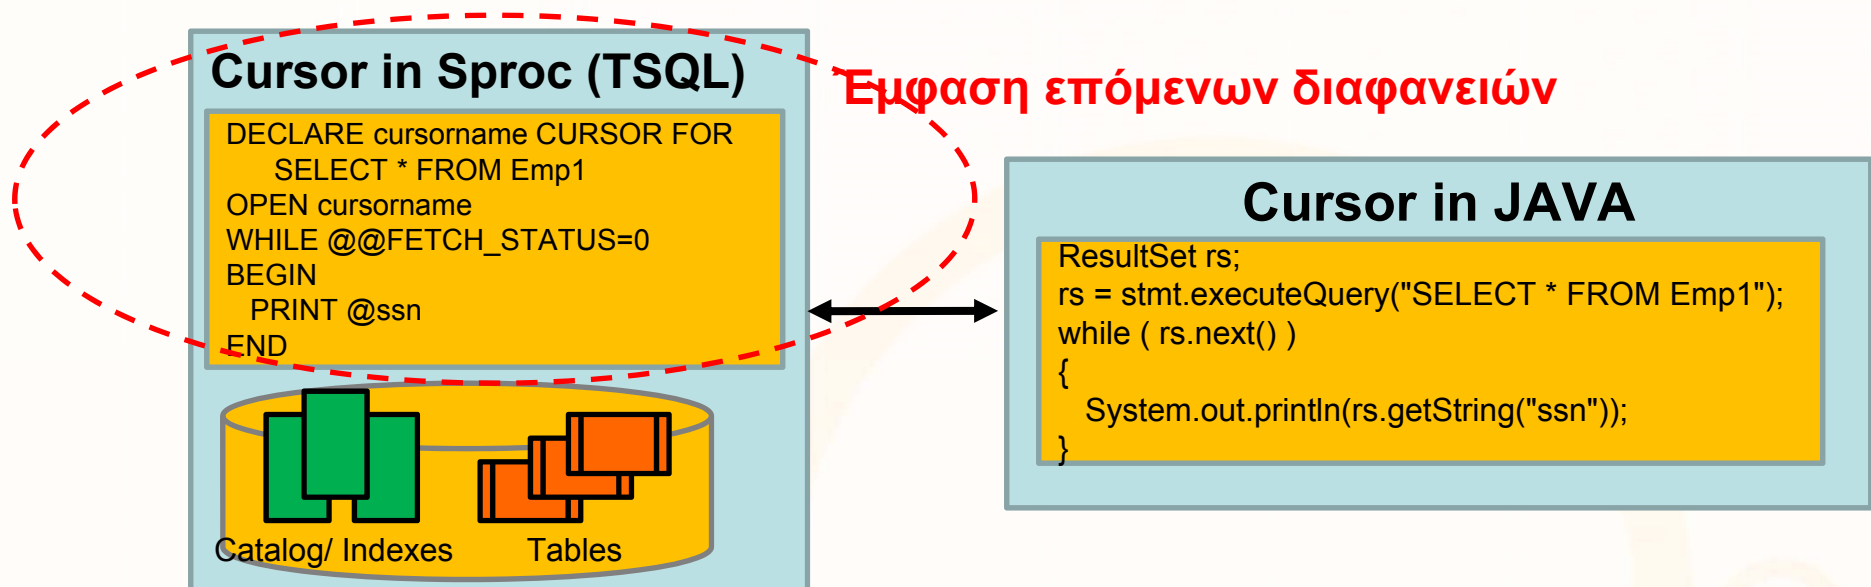 Cursor in Sproc (TSQL)
DECLARE cursorname CURSOR FOR
SELECT * FROM Emp1
OPEN cursorname
WHILE @@FETCH_STATUS=0
BEGIN
PRINT @ssn
END
Catalog/ Indexes
Tables
Έμφαση επόμενων διαφανειών
Cursor in JAVA
ResultSet rs;
rs = stmt.executeQuery("SELECT * FROM Emp1");
while ( rs.next() )
{
System.out.println(rs.getString("ssn"));
}